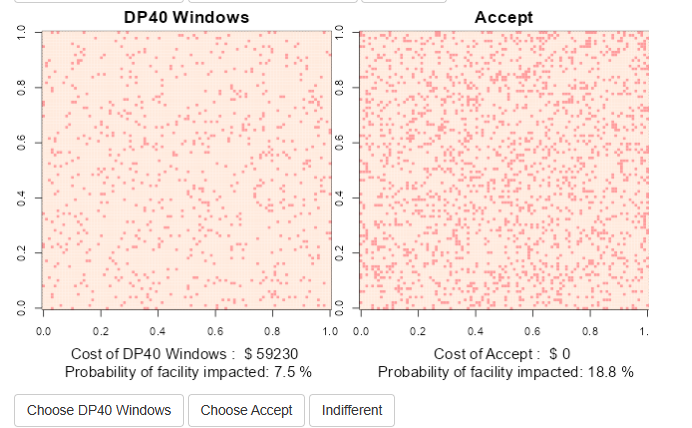 DP40 Windows
Accept
1.0
0.8
0.6
0.4
0.2
0.0
1.0
0.8
0.6
0.4
0.2
0.0
0.0 0.2 0.4 0.6 0.8 1.0
0.0 0.2 0.4 0.6 0.8 1.
Cost of DP40 Windows : $ 59230
Probability of facility impacted: 7.5 %
Cost of Accept : $ 0
Probability of facility impacted: 18.8 %
Choose DP40 Windows
Choose Accept
Indifferent